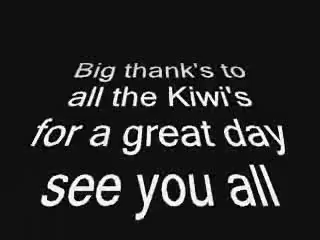 Big thank's to
all the Kiwi's
for a great day
see you all